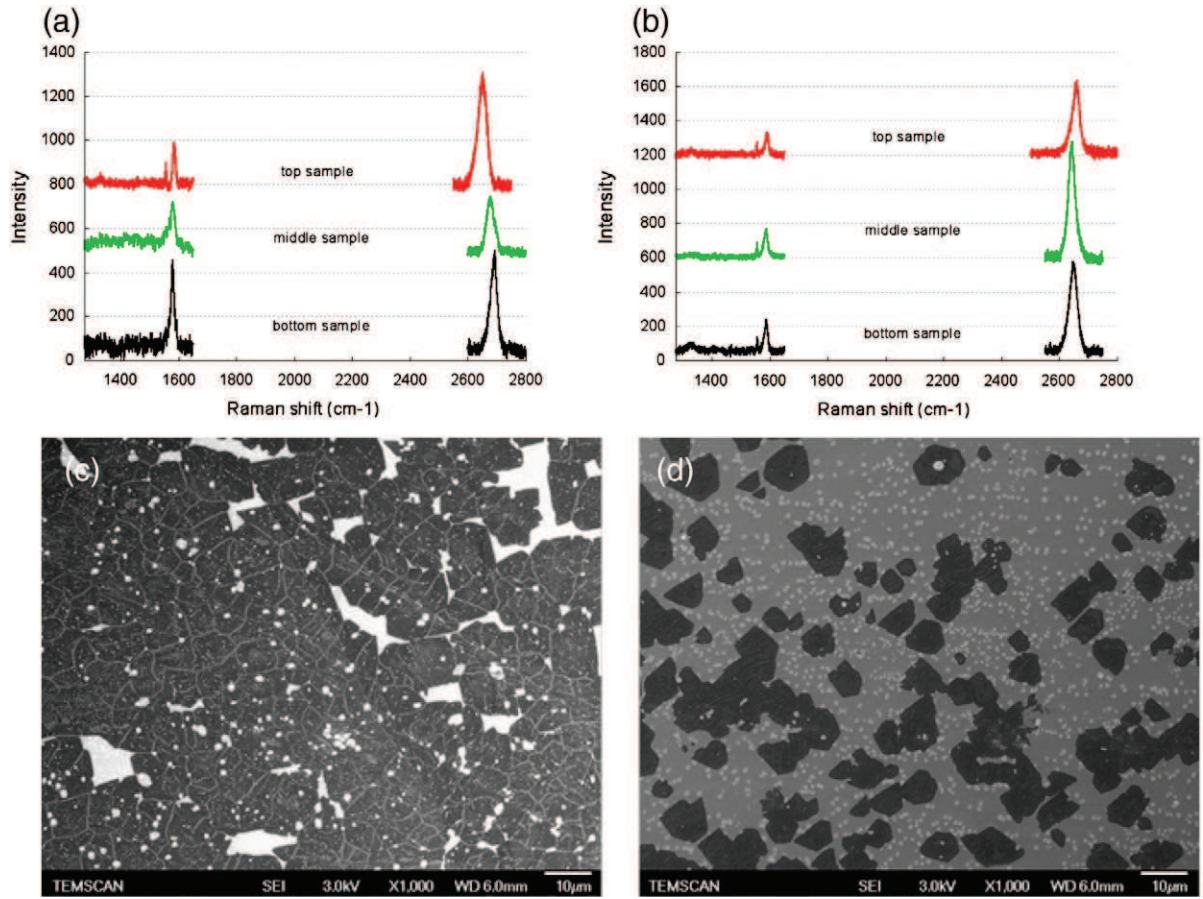 (a)
1400
1200
1000
800
600
400
200
0
Intensity
top sample
middle sample
bottom sample
1400 1600 1800 2000 2200 2400 2600 2800
Raman shift (cm-1)
(b)
1800
1600
1400
1200
1000
800
600
400
200
0
Intensity
top sample
middle sample
bottom sample
1400 1600 1800 2000 2200 2400 2600 2800
Raman shift (cm-1)
(c)
TEMSCAN SEI 3.0kV X1,000 WD 6.0mm 10μm
(d)
TEMSCAN SEI 3.0kV X1,000 WD 6.0mm 10μm